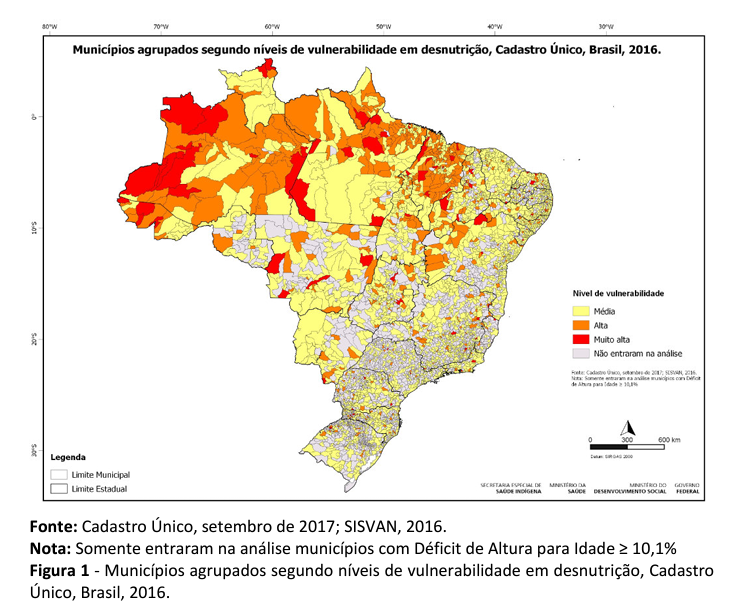 80°W 70°W 60°W 50°W 40°W 30°W
Municípios agrupados segundo níveis de vulnerabilidade em desnutrição, Cadastro Único, Brasil, 2016.
0°
10°S
20°S
30°S
Nível de vulnerabilidade
Média
Alta
Muito alta
Não entraram na análise
Fonte: Cadastro Único, setembro de 2017; SISVAN, 2016.
Nota: Somente entraram na análise municípios com Déficit
de Altura para Idade ≥ 10,8%
0 300 600 km
Datum: SIRGAS 2000
Legenda
Limite Municipal
Limite Estadual
SECRETARIA ESPECIAL DE MINISTÉRIO DA MINISTÉRIO DO GOVERNO
SAÚDE INDÍGENA SAÚDE DESENVOLVIMENTO SOCIAL FEDERAL
Fonte: Cadastro Único, setembro de 2017; SISVAN, 2016.
Nota: Somente entraram na análise municípios com Déficit de Altura para Idade ≥ 10,1%
Figura 1 - Municípios agrupados segundo níveis de vulnerabilidade em desnutrição, Cadastro
Único, Brasil, 2016.